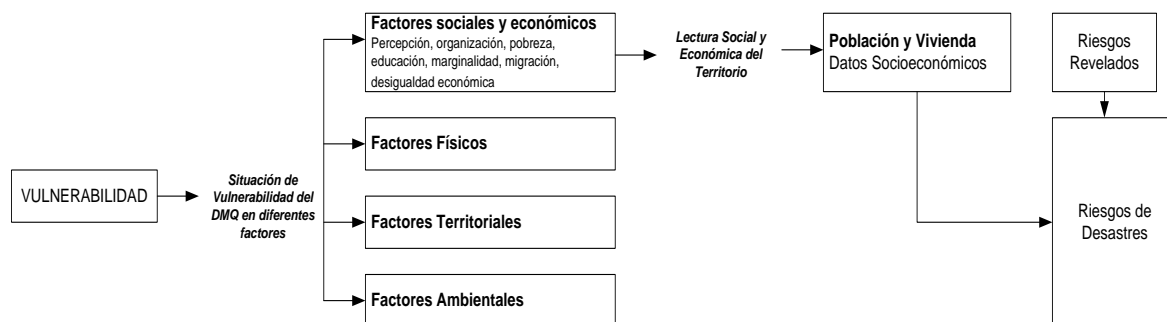 VULNERABILIDAD
Situación de
Vulnerabilidad del
DMQ en diferentes
factores
Factores sociales y económicos
Percepción, organización, pobreza,
educación, marginalidad, migración,
desigualdad económica
Factores Físicos
Factores Territoriales
Factores Ambientales
Lectura Social y
Económica del
Territorio
Población y Vivienda
Datos Socioeconómicos
Riesgos
Revelados
Riesgos de
Desastres